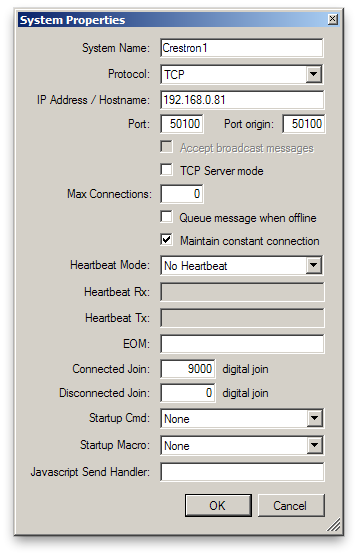 System Properties
System Name: Crestron1
Protocol: TCP
IP Address / Hostname: 192.168.0.81
Port: 50100 Port origin: 50100
Accept broadcast messages
TCP Server mode
Max Connections: 0
Queue message when offline
Maintain constant connection
Heartbeat Mode: No Heartbeat
Heartbeat Rx:
Heartbeat Tx:
EOM:
Connected Join: 9000 digital join
Disconnected Join: 0 digital join
Startup Cmd: None
Startup Macro: None
Javascript Send Handler:
OK Cancel